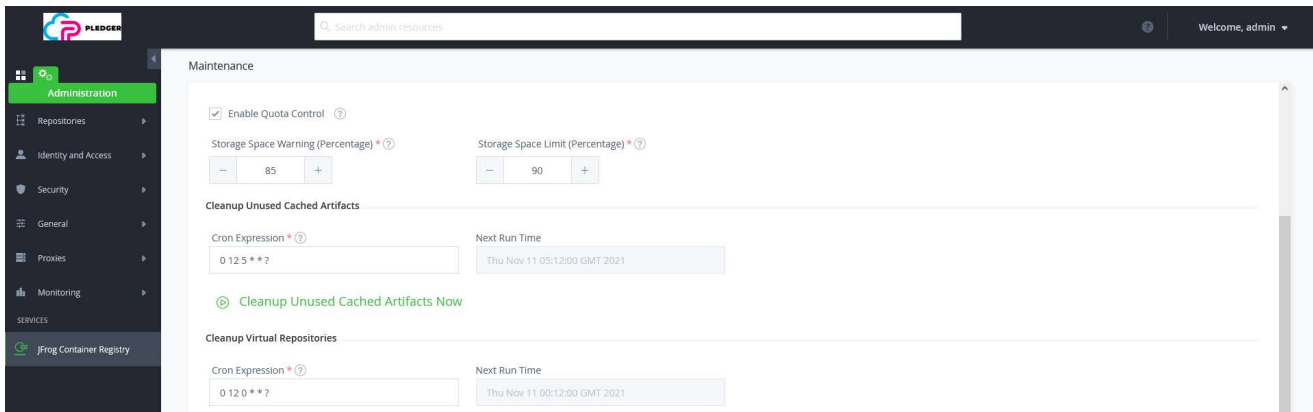 PLEDGER
Search admin resources
Welcome, admin
Maintenance
Administration
Enable Quota Control
Repositories
Storage Space Warning (Percentage) *
Storage Space Limit (Percentage) *
Identity and Access
85
90
Security
Cleanup Unused Cached Artifacts
General
Cron Expression *
Next Run Time
0 12 5 * * ?
Thu Nov 11 05:12:00 GMT 2021
Proxies
Monitoring
Cleanup Unused Cached Artifacts Now
SERVICES
Cleanup Virtual Repositories
JFrog Container Registry
Cron Expression *
Next Run Time
0 12 0 * * ?
Thu Nov 11 00:12:00 GMT 2021